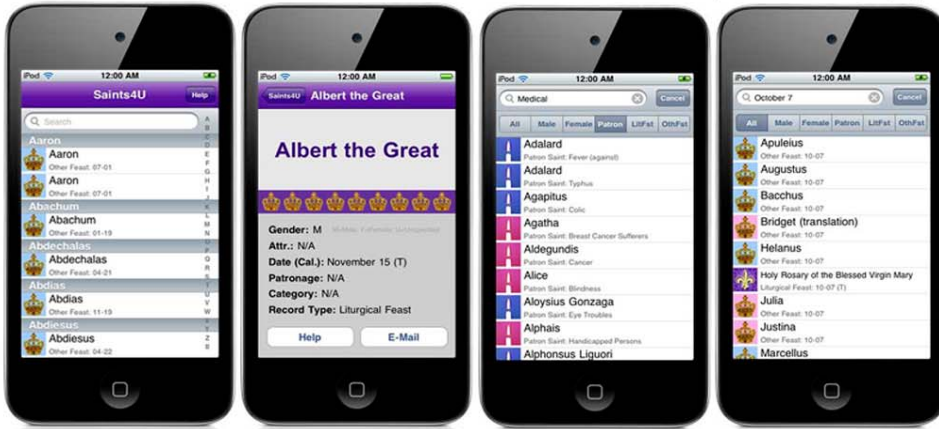 iPod 12:00 AM
Saints4U Help
Search
Aaron
Aaron
Other Feast: 07-01
Aaron
Other Feast: 07-01
Abachum
Abachum
Other Feast: 01-19
Abdechalas
Abdechalas
Other Feast: 04-21
Abdias
Abdias
Other Feast: 11-19
Abdiesus
Abdiesus
Other Feast: 04-22
iPod 12:00 AM
Saints4U Albert the Great
Albert the Great
Gender: M
Attr.: N/A
Date (Cal.): November 15 (T)
Patronage: N/A
Category: N/A
Record Type: Liturgical Feast
Help E-Mail
iPod 12:00 AM
Medical Cancel
All Male Female Patron LitFst OthFst
Adalard
Patron Saint: Fever (against)
Adalard
Patron Saint: Typhus
Agapitus
Patron Saint: Colic
Agatha
Patron Saint: Breast Cancer Sufferers
Aldegundis
Patron Saint: Cancer
Alice
Patron Saint: Blindness
Aloysius Gonzaga
Patron Saint: Eye Troubles
Alphais
Patron Saint: Handicapped Persons
Alphonsus Liguori
iPod 12:00 AM
October 7 Cancel
All Male Female Patron LitFst OthFst
Apuleius
Other Feast: 10-07
Augustus
Other Feast: 10-07
Bacchus
Other Feast: 10-07
Bridget (translation)
Other Feast: 10-07
Helanus
Other Feast: 10-07
Holy Rosary of the Blessed Virgin Mary
Liturgical Feast: 10-07 (T)
Julia
Other Feast: 10-07
Justina
Other Feast: 10-07
Marcellus